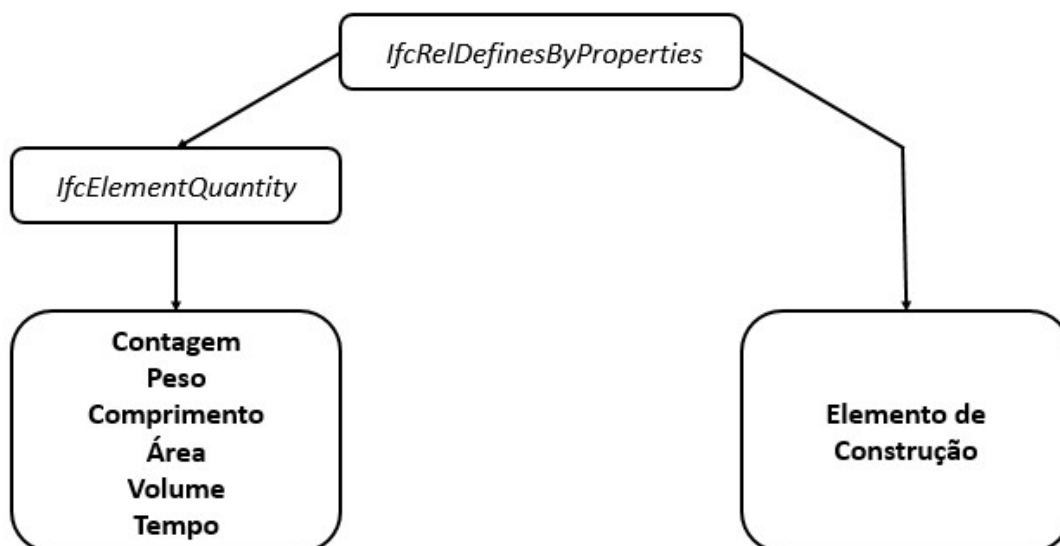 IfcRelDefinesByProperties
IfcElementQuantity
Contagem
Peso
Comprimento
Área
Volume
Tempo
Elemento de
Construção